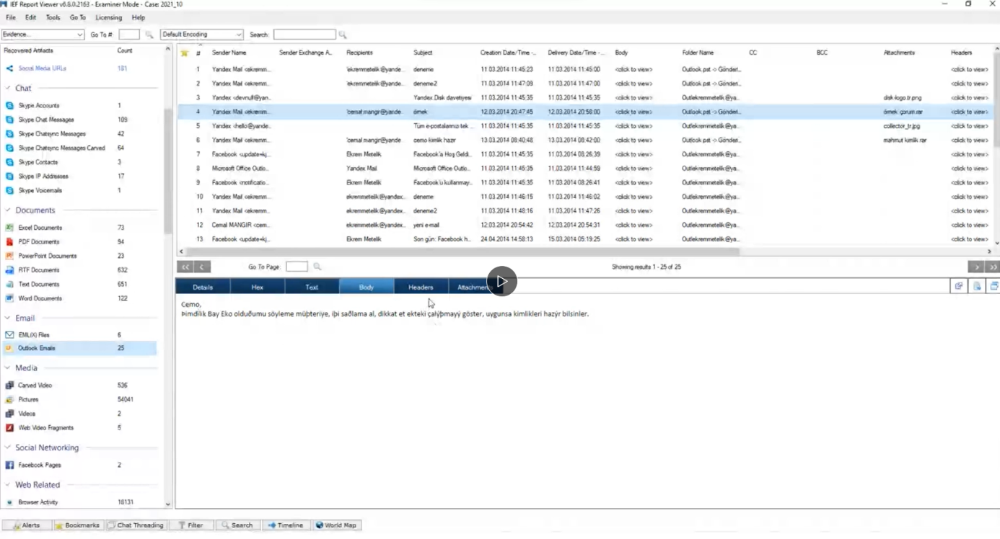 IEF Report Viewer v6.8.0.2163 - Examiner Mode - Case: 2021_10
File Edit Tools Go To Licensing Help
Evidence... Go To #: Default Encoding Search:
Recovered Artifacts Count
Social Media URLs 181
Chat
Skype Accounts 1
Skype Chat Messages 109
Skype Chatsync Messages 42
Skype Chatsync Messages Carved 64
Skype Contacts 3
Skype IP Addresses 17
Skype Voicemails 1
Documents
Excel Documents 73
PDF Documents 94
PowerPoint Documents 23
RTF Documents 632
Text Documents 651
Word Documents 122
Email
EML(X) Files 6
Outlook Emails 25
Media
Carved Video 536
Pictures 54041
Videos 2
Web Video Fragments 5
Social Networking
Facebook Pages 2
Web Related
Browser Activity 18131
# Sender Name Sender Exchange A... Recipients Subject Creation Date/Time -... Delivery Date/Time -... Body Folder Name CC BCC Attachments Headers
1 Yandex Mail <ekremm... 'ekremmetelik@yande... deneme 11.03.2014 11:45:23 11.03.2014 11:45:00 <click to view> Outlook.pst -> Gönderl... <click to view>
2 Yandex Mail <ekremm... 'ekremmetelik@yande... deneme2 11.03.2014 11:47:09 11.03.2014 11:47:00 <click to view> Outlook.pst -> Gönderl... <click to view>
3 Yandex <devnull@yan... Yandex.Disk davetiyesi 11.03.2014 11:45:35 11.03.2014 11:45:35 <click to view> Outlekremmetelik@ya... disk-logo.tr.png <click to view>
4 Yandex Mail <ekremm... 'cemal.mangir@yande... örnek 12.03.2014 20:47:45 12.03.2014 20:58:00 <click to view> Outlook.pst -> Gönderl... örnek çorum.rar <click to view>
5 Yandex <hello@yande... Tüm e-postalarınız tek ... 11.03.2014 11:45:35 11.03.2014 11:45:35 <click to view> Outlekremmetelik@ya... collector_tr.jpg <click to view>
6 Yandex Mail <ekremm... 'cemal.mangir@yande... cemo kimlik hazır 13.03.2014 08:40:48 13.03.2014 08:42:00 <click to view> Outlook.pst -> Gönderl... mahmut kimlik.rar <click to view>
7 Facebook <update+kj... Ekrem Metelik Facebook'a Hoş Geldi... 11.03.2014 11:45:35 11.03.2014 08:26:39 <click to view> Outlekremmetelik@ya... <click to view>
8 Microsoft Office Outlo... Yandex Mail Microsoft Office Outlo... 11.03.2014 11:45:35 11.03.2014 11:44:59 <click to view> Outlekremmetelik@ya... <click to view>
9 Facebook <notificatio... Ekrem Metelik Facebook'u kullanmay... 11.03.2014 11:45:35 11.03.2014 08:26:41 <click to view> Outlekremmetelik@ya... <click to view>
10 Yandex Mail <ekremm... ekremmetelik@yandex... deneme 11.03.2014 11:46:15 11.03.2014 11:46:02 <click to view> Outlekremmetelik@ya... <click to view>
11 Yandex Mail <ekremm... ekremmetelik@yandex... deneme2 11.03.2014 11:48:16 11.03.2014 11:47:26 <click to view> Outlekremmetelik@ya... <click to view>
12 Cemal MANGIR <cem... ekremmetelik@yandex... yeni e-mail 12.03.2014 20:54:42 12.03.2014 20:54:31 <click to view> Outlekremmetelik@ya... <click to view>
13 Facebook <update+kj... Ekrem Metelik Son gün: Facebook h... 24.04.2014 14:58:13 15.03.2014 05:19:25 <click to view> Outlekremmetelik@ya... <click to view>
Go To Page: Showing results 1 - 25 of 25
Details Hex Text Body Headers Attachments
Cemo,
Þimdilik Bay Eko olduðumu söyleme müþteriye, iþi saðlama al, dikkat et ekteki çalýþmayý göster, uygunsa kimlikleri hazýr bilsinler.
Alerts Bookmarks Chat Threading Filter Search Timeline World Map